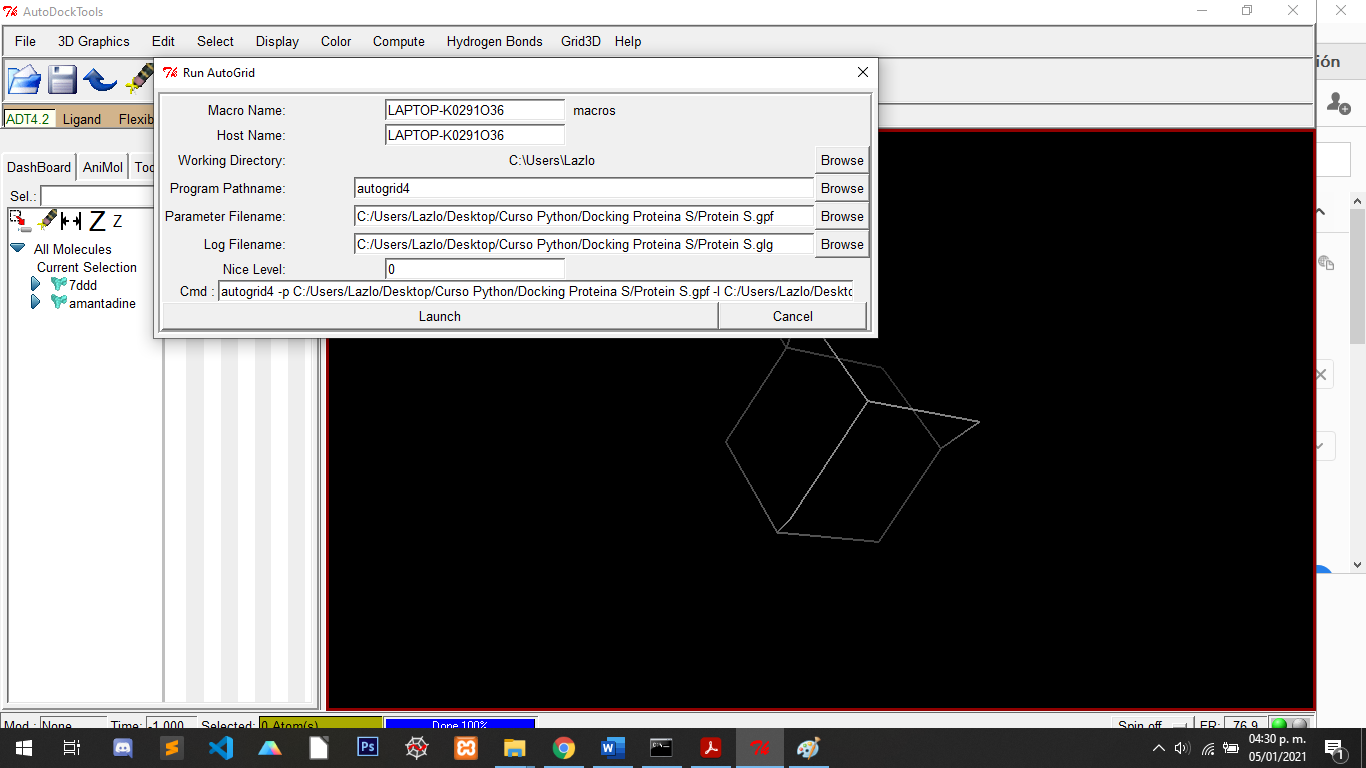 AutoDockTools
File 3D Graphics Edit Select Display Color Compute Hydrogen Bonds Grid3D Help
ión
Run AutoGrid
Macro Name: LAPTOP-K0291O36 macros
Host Name: LAPTOP-K0291O36
Working Directory: C:\Users\Lazlo Browse
Program Pathname: autogrid4 Browse
Parameter Filename: C:/Users/Lazlo/Desktop/Curso Python/Docking Proteina S/Protein S.gpf Browse
Log Filename: C:/Users/Lazlo/Desktop/Curso Python/Docking Proteina S/Protein S.glg Browse
Nice Level: 0
Cmd : autogrid4 -p C:/Users/Lazlo/Desktop/Curso Python/Docking Proteina S/Protein S.gpf -l C:/Users/Lazlo/Deskto
Launch Cancel
ADT4.2 Ligand Flexib
DashBoard AniMol Too
Sel.:
Z Z
All Molecules
Current Selection
7ddd
amantadine
Mod.: None Time: -1.000 Selected: 0 Atom(s) Done 100% Spin off FR: 76.9
Ps
W
04:30 p. m.
05/01/2021
1